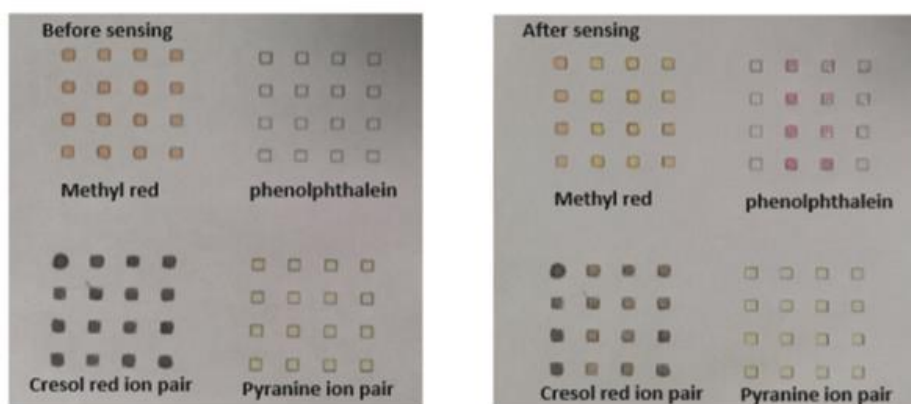 Before sensing
Methyl red
phenolphthalein
Cresol red ion pair
Pyranine ion pair
After sensing
Methyl red
phenolphthalein
Cresol red ion pair
Pyranine ion pair